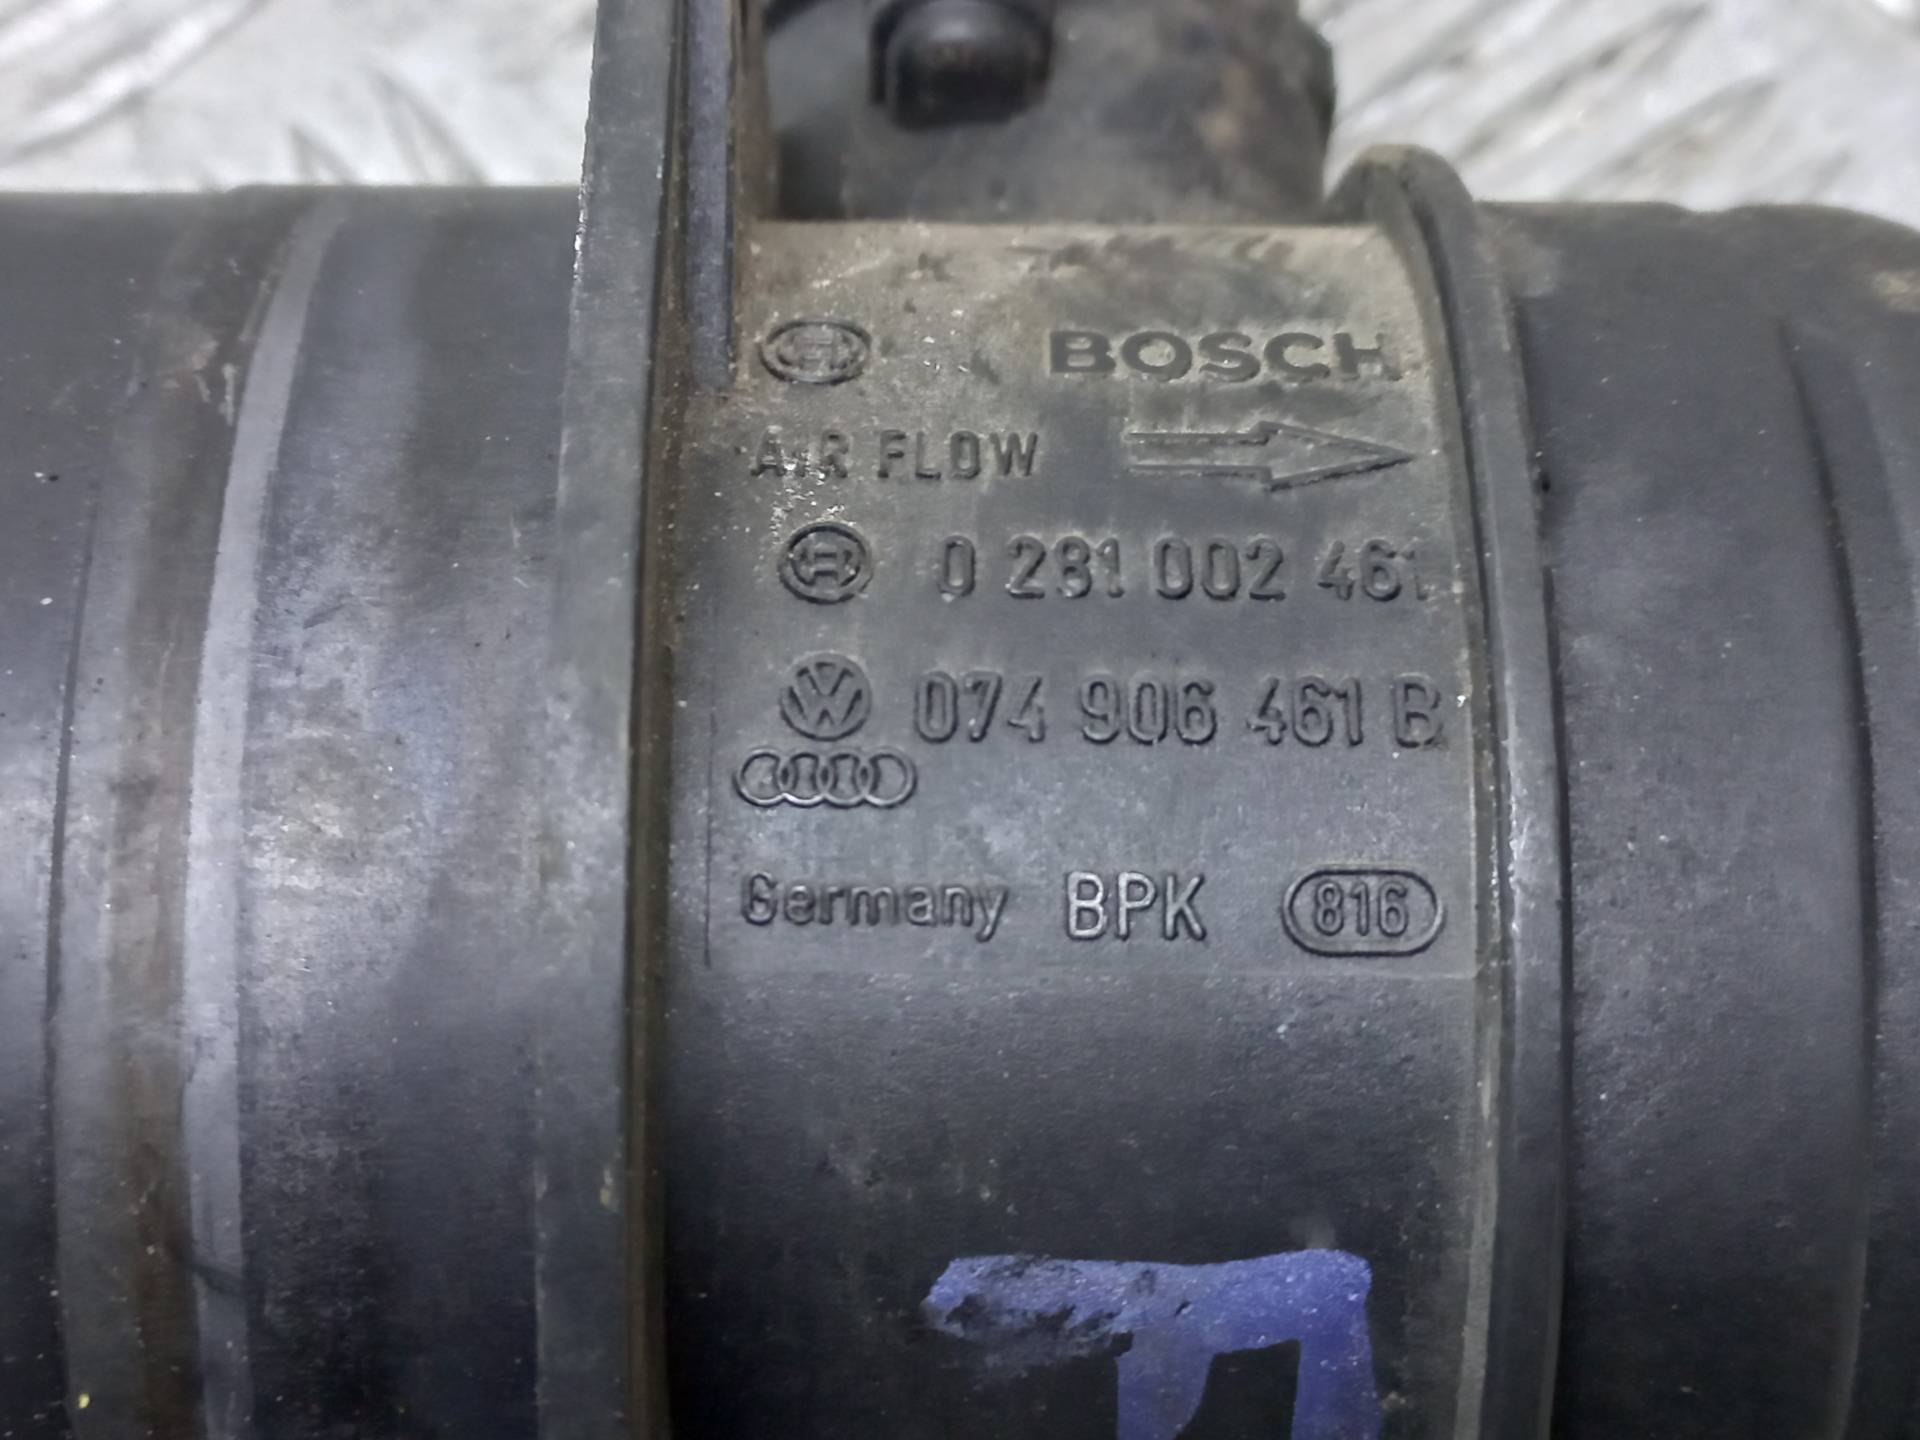 BOSCH
AIR FLOW
0 281 002 461
074 906 461 B
Germany BPK 816